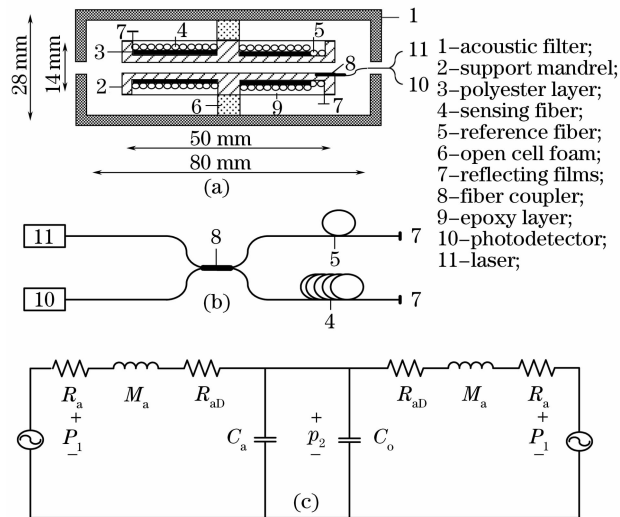 7 4 5 1
3
28 mm
14 mm
8
11
10
2
6 9 7
50 mm
80 mm
(a)
1–acoustic filter;
2–support mandrel;
3–polyester layer;
4–sensing fiber;
5–reference fiber;
6–open cell foam;
7–reflecting films;
8–fiber coupler;
9–epoxy layer;
10–photodetector;
11–laser;
11 8 7
5
10 (b) 7
4
Ra Ma RaD RaD Ma Ra
+ + +
P1 Ca p2 Co P1
– – –
(c)